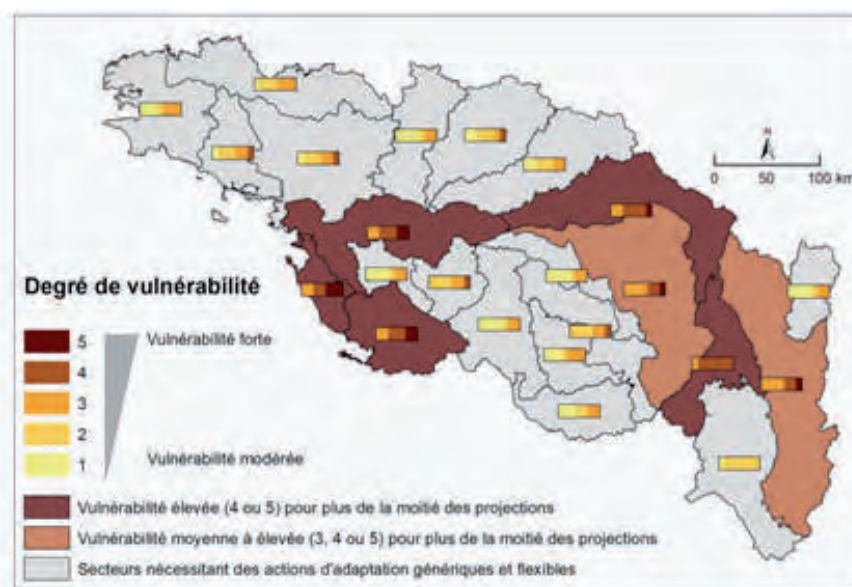 N
0 50 100 km
Degré de vulnérabilité
5 Vulnérabilité forte
4
3
2
1 Vulnérabilité modérée
Vulnérabilité élevée (4 ou 5) pour plus de la moitié des projections
Vulnérabilité moyenne à élevée (3, 4 ou 5) pour plus de la moitié des projections
Secteurs nécessitant des actions d'adaptation génériques et flexibles